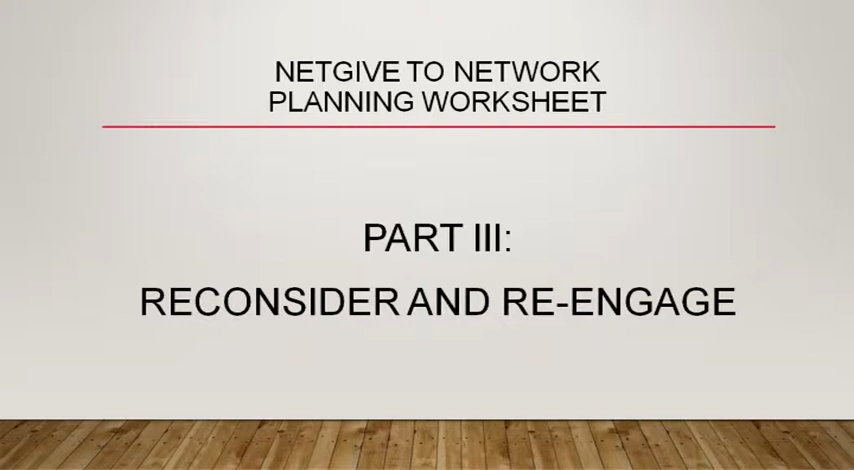 NETGIVE TO NETWORK
PLANNING WORKSHEET
PART III:
RECONSIDER AND RE-ENGAGE